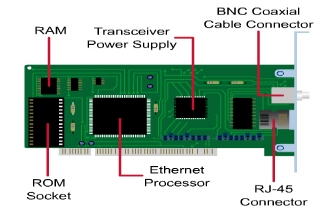 BNC Coaxial
Cable Connector
RAM
Transceiver
Power Supply
ROM
Socket
Ethernet
Processor
RJ-45
Connector